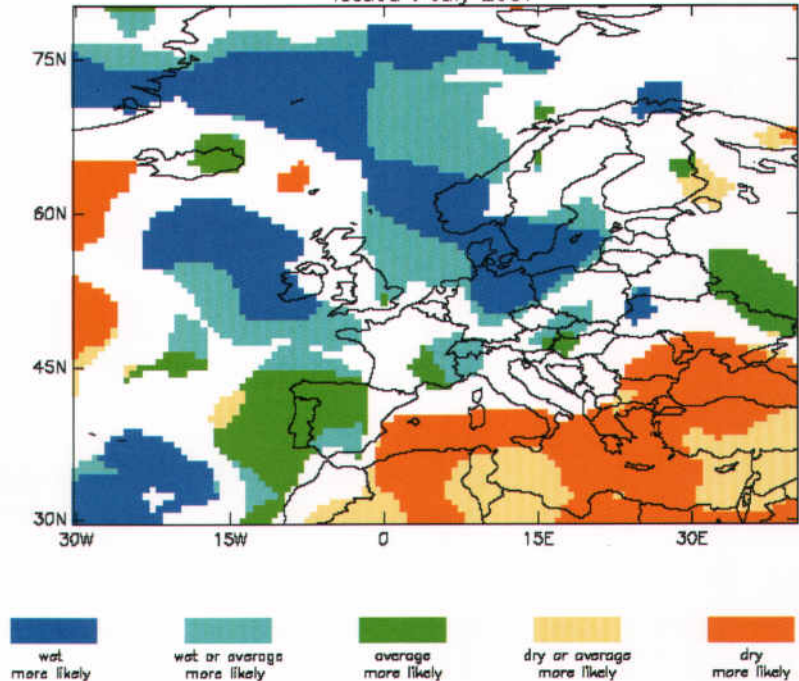 75N
60N
45N
30N
30W 15W 0 15E 30E
wet more likely
wet or average more likely
average more likely
dry or average more likely
dry more likely